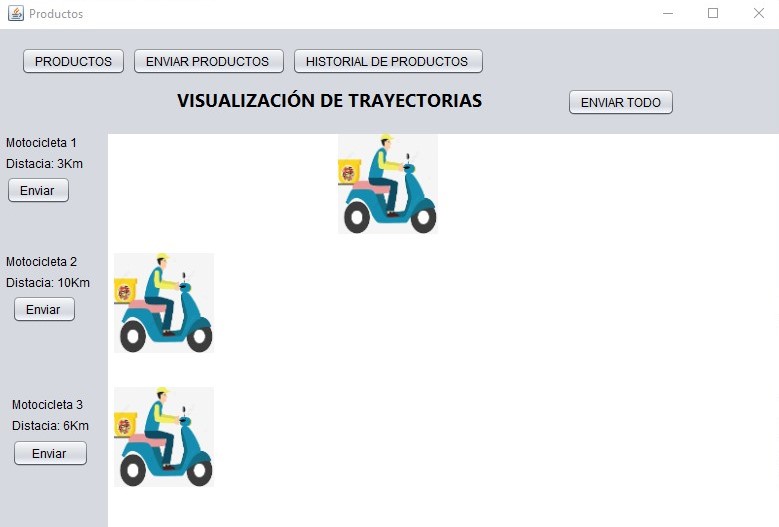 Productos
PRODUCTOS ENVIAR PRODUCTOS HISTORIAL DE PRODUCTOS
VISUALIZACIÓN DE TRAYECTORIAS ENVIAR TODO
Motocicleta 1
Distacia: 3Km
Enviar
Motocicleta 2
Distacia: 10Km
Enviar
Motocicleta 3
Distacia: 6Km
Enviar